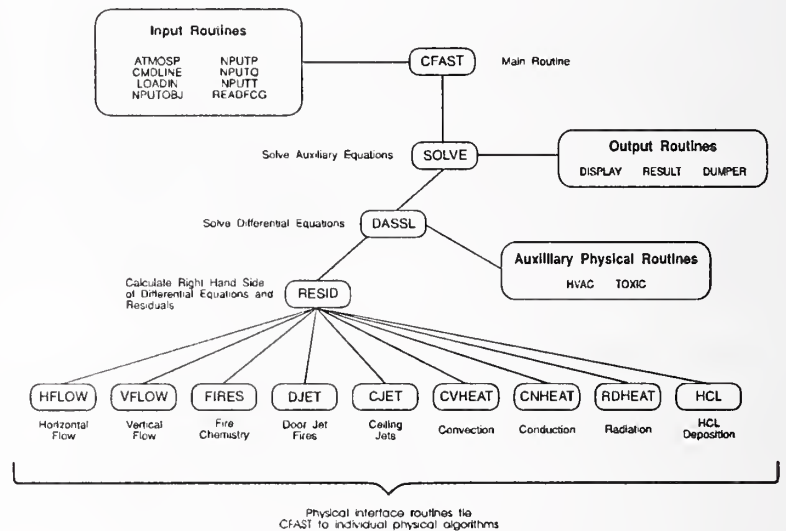 Input Routines
ATMOSP NPUTP
CMDLINE NPUTQ
LOADIN NPUTT
NPUTOBJ READFCG
CFAST
Main Routine
Solve Auxiliary Equations
SOLVE
Output Routines
DISPLAY RESULT DUMPER
Solve Differential Equations
DASSL
Auxilliary Physical Routines
HVAC TOXIC
Calculate Right Hand Side
of Differential Equations and
Residuals
RESID
HFLOW VFLOW FIRES DJET CJET CVHEAT CNHEAT RDHEAT HCL
Horizontal Flow
Vertical Flow
Fire Chemistry
Door Jet Fires
Ceiling Jets
Convection
Conduction
Radiation
HCL Deposition
Physical interface routines tie
CFAST to individual physical algorithms